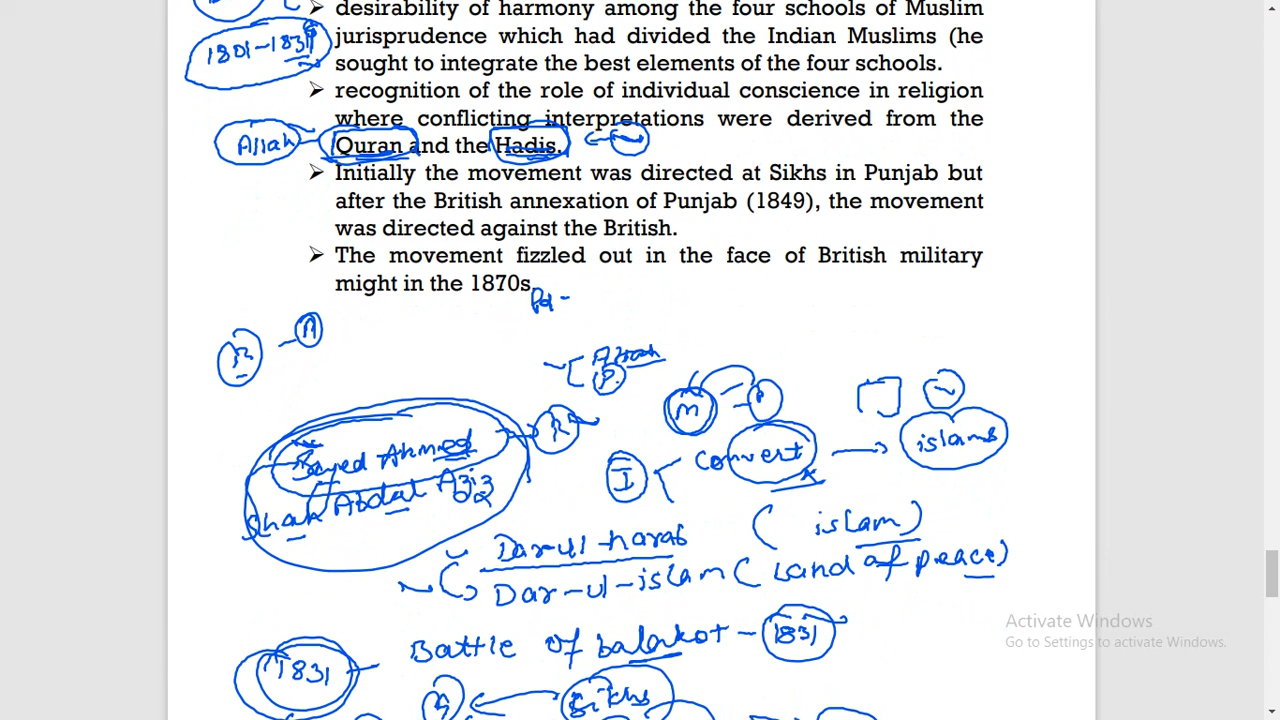 ➢ desirability of harmony among the four schools of Muslim
1801-1831 jurisprudence which had divided the Indian Muslims (he
sought to integrate the best elements of the four schools.
➢ recognition of the role of individual conscience in religion
where conflicting interpretations were derived from the
Allah Quran and the Hadis.
➢ Initially the movement was directed at Sikhs in Punjab but
after the British annexation of Punjab (1849), the movement
was directed against the British.
➢ The movement fizzled out in the face of British military
might in the 1870s.
Allah
P.
M P
Sayed Ahmed R
I Convert → islams
Shah Abdul Aziz
( islam )
Dar-ul-harab
Dar-ul-islam ( Land of peace)
Activate Windows
Go to Settings to activate Windows.
1831 - Battle of balakot - 1831
Sikhs